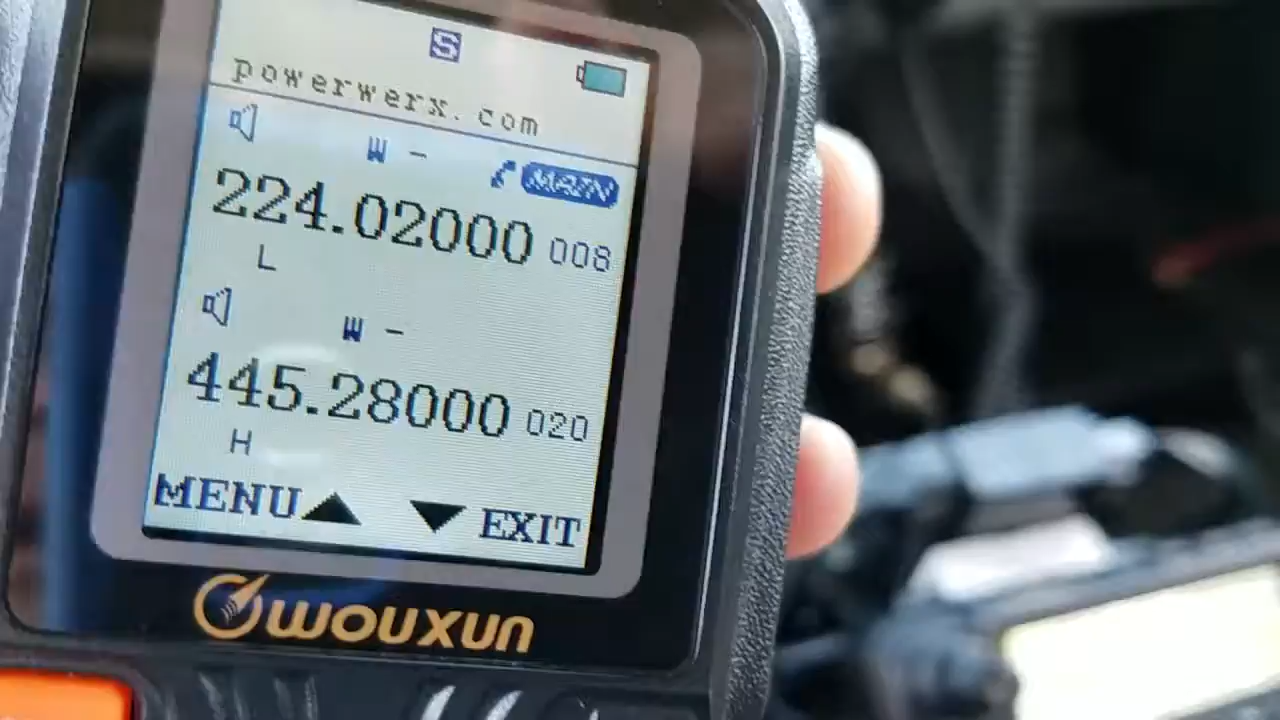 S
powerwerx.com
W -
MAIN
224.02000 008
L
W -
445.28000 020
H
MENU EXIT
wouxun